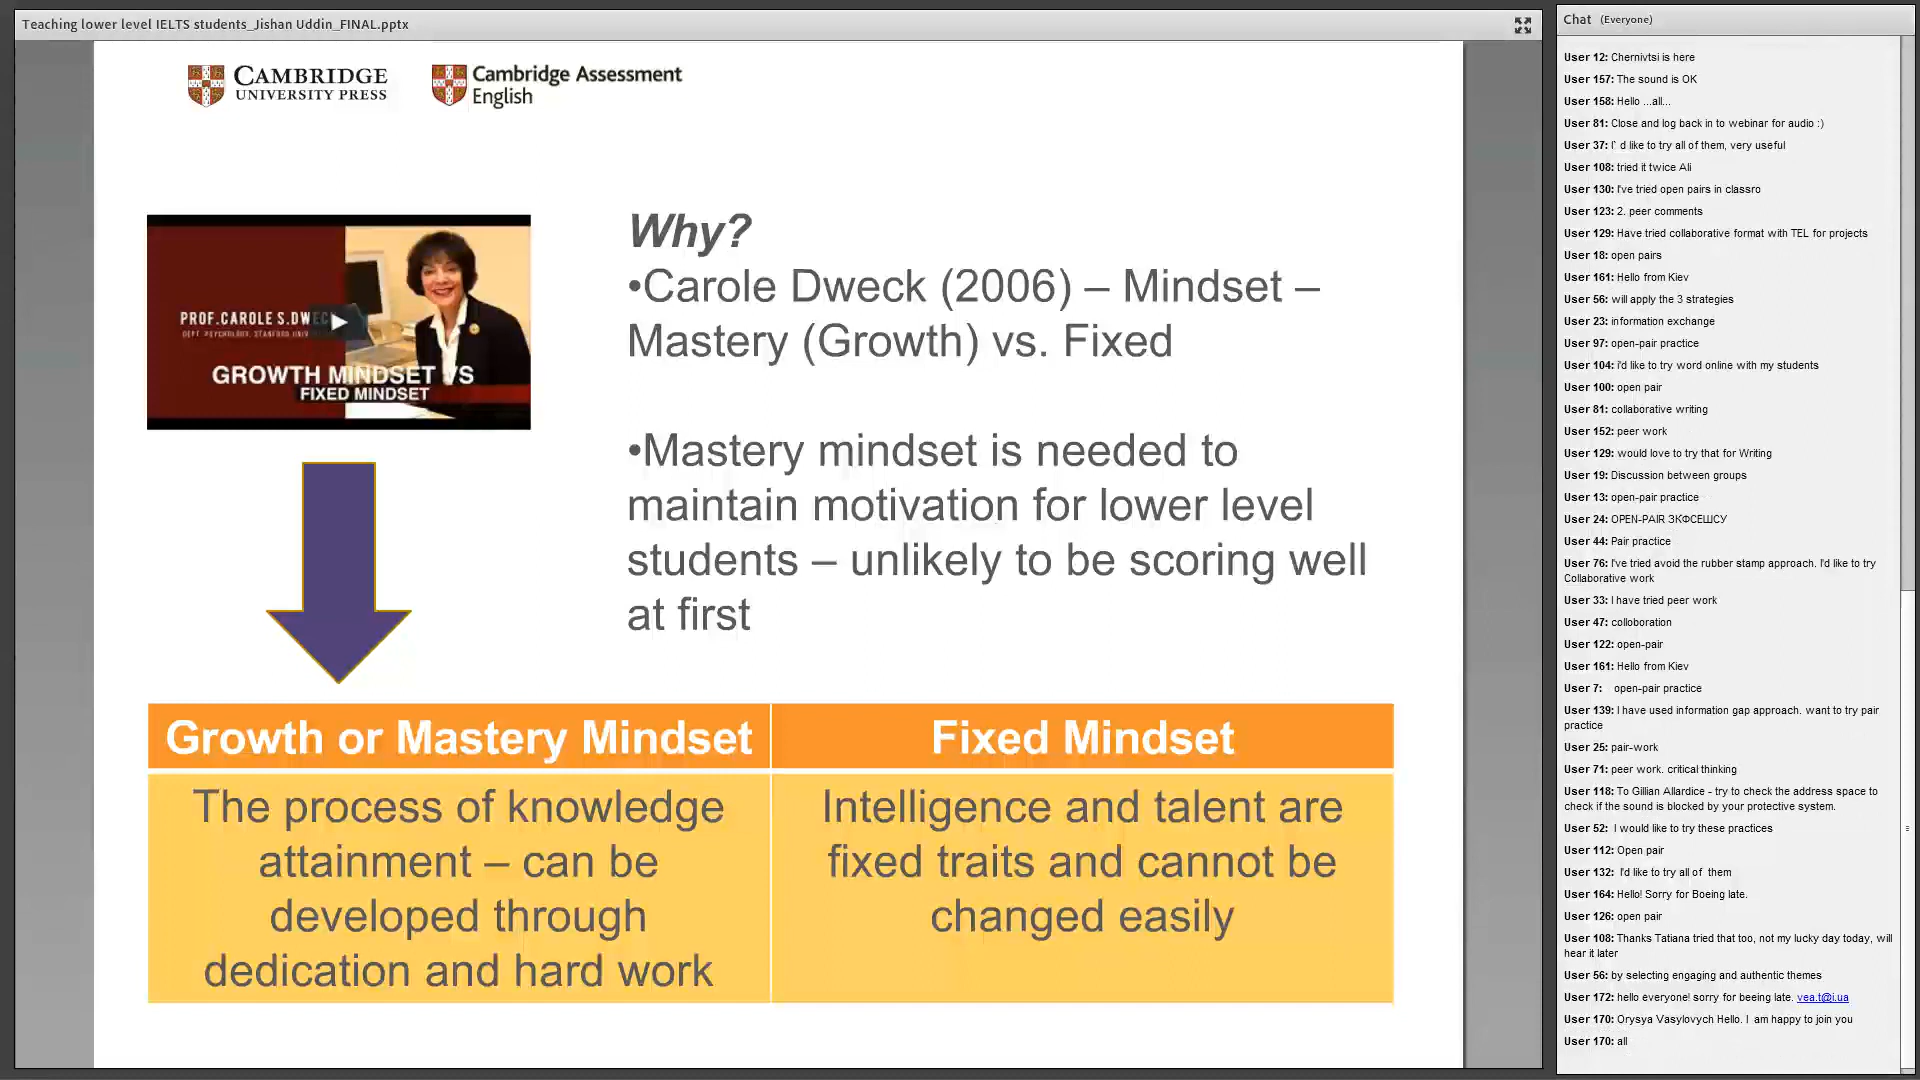 Teaching lower level IELTS students_Jishan Uddin_FINAL.pptx
CAMBRIDGE
UNIVERSITY PRESS
Cambridge Assessment
English
PROF.CAROLE S.DWEC
DEPT. PSYCHOLOGY, STANFORD UNIV
GROWTH MINDSET VS
FIXED MINDSET
Why?
•Carole Dweck (2006) – Mindset –
Mastery (Growth) vs. Fixed
•Mastery mindset is needed to
maintain motivation for lower level
students – unlikely to be scoring well
at first
Growth or Mastery Mindset
Fixed Mindset
The process of knowledge
attainment – can be
developed through
dedication and hard work
Intelligence and talent are
fixed traits and cannot be
changed easily
Chat (Everyone)
User 12: Chernivtsi is here
User 157: The sound is OK
User 158: Hello ...all...
User 81: Close and log back in to webinar for audio :)
User 37: I` d like to try all of them, very useful
User 108: tried it twice Ali
User 130: I've tried open pairs in classro
User 123: 2. peer comments
User 129: Have tried collaborative format with TEL for projects
User 18: open pairs
User 161: Hello from Kiev
User 56: will apply the 3 strategies
User 23: information exchange
User 97: open-pair practice
User 104: i'd like to try word online with my students
User 100: open pair
User 81: collaborative writing
User 152: peer work
User 129: would love to try that for Writing
User 19: Discussion between groups
User 13: open-pair practice
User 24: OPEN-PAIR ЗКФСЕШСУ
User 44: Pair practice
User 76: I've tried avoid the rubber stamp approach. I'd like to try
Collaborative work
User 33: I have tried peer work
User 47: colloboration
User 122: open-pair
User 161: Hello from Kiev
User 7: open-pair practice
User 139: I have used information gap approach. want to try pair
practice
User 25: pair-work
User 71: peer work. critical thinking
User 118: To Gillian Allardice - try to check the address space to
check if the sound is blocked by your protective system.
User 52: I would like to try these practices
User 112: Open pair
User 132: I'd like to try all of them
User 164: Hello! Sorry for Boeing late.
User 126: open pair
User 108: Thanks Tatiana tried that too, not my lucky day today, will
hear it later
User 56: by selecting engaging and authentic themes
User 172: hello everyone! sorry for beeing late. vea.t@i.ua
User 170: Orysya Vasylovych Hello. I am happy to join you
User 170: all